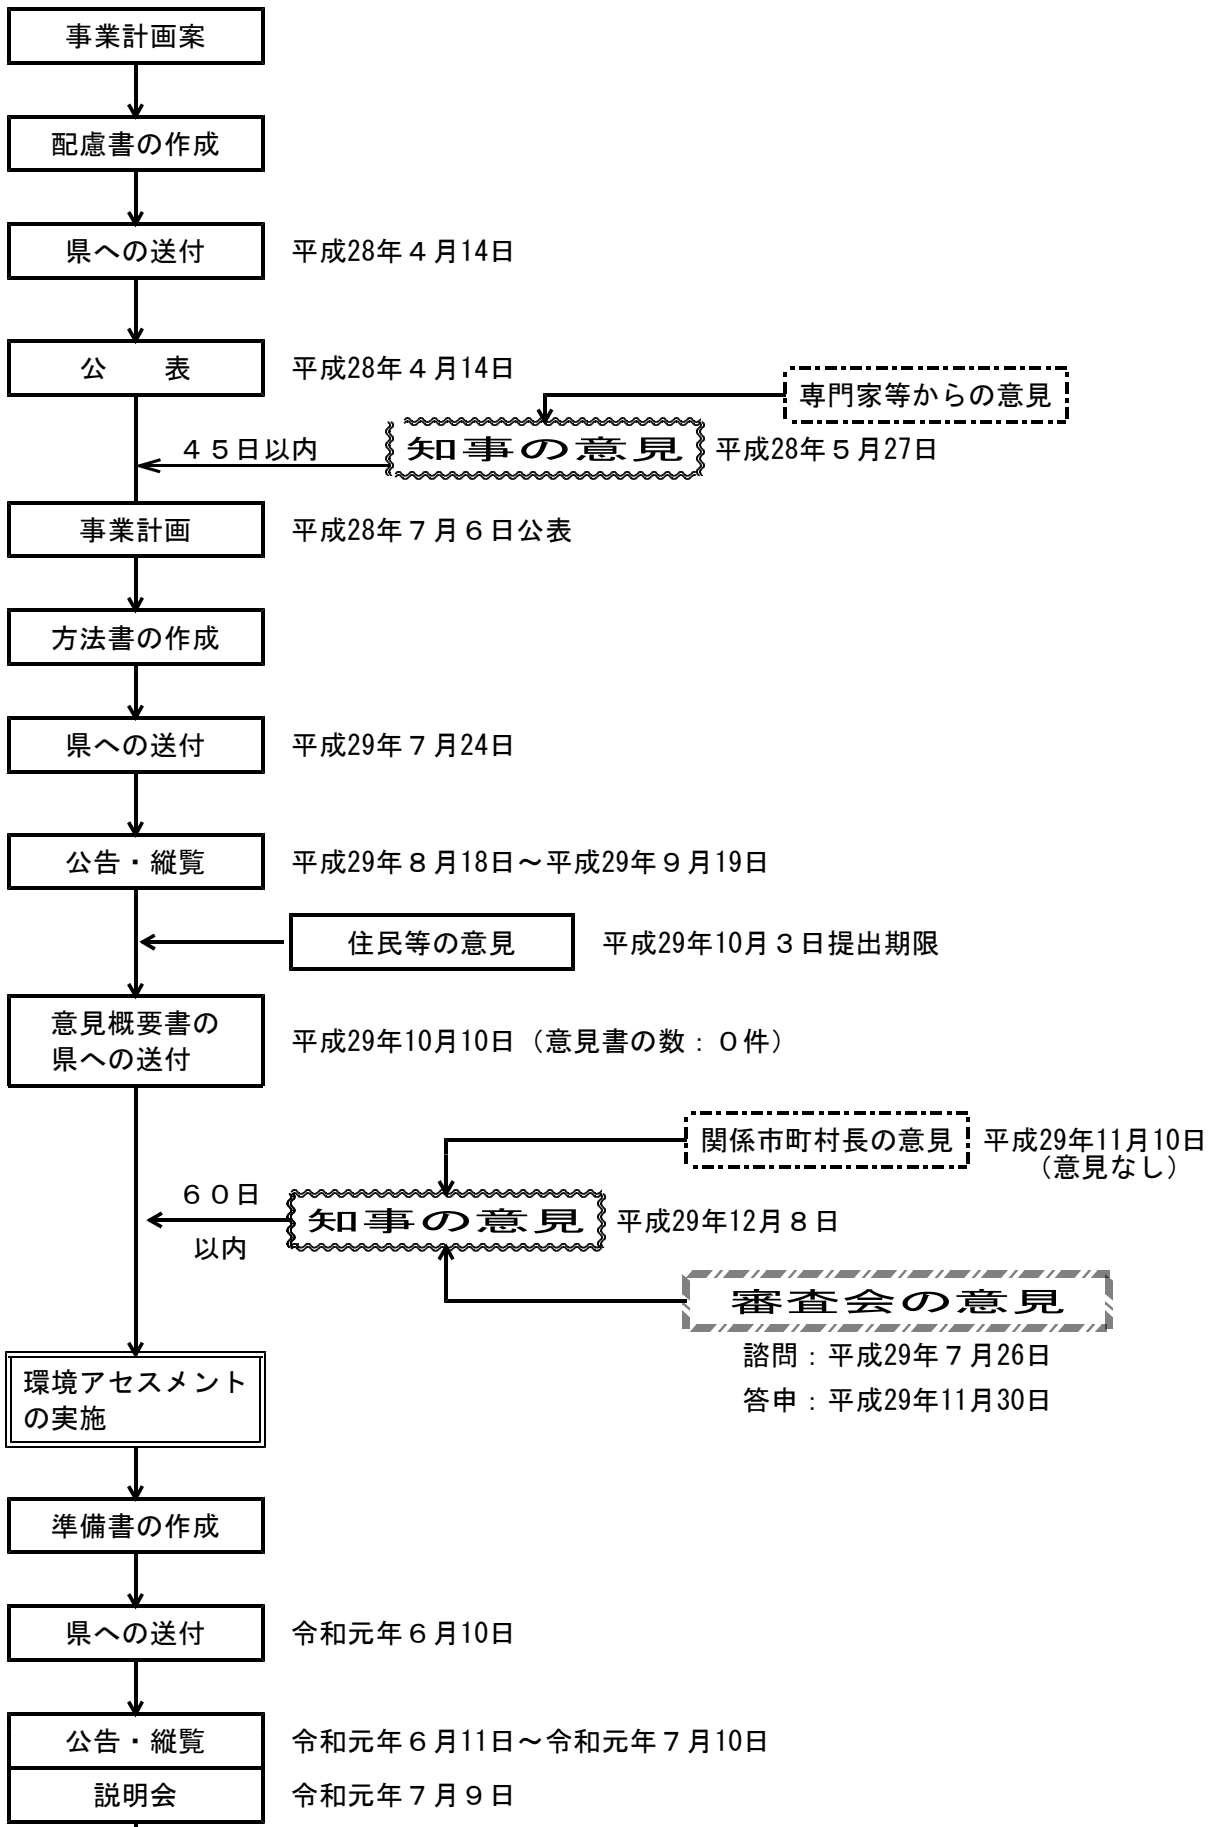 事業計画案
配慮書の作成
県への送付　平成28年４月14日
公　　表　平成28年４月14日
専門家等からの意見
４５日以内　知事の意見　平成28年５月27日
事業計画　平成28年７月６日公表
方法書の作成
県への送付　平成29年７月24日
公告・縦覧　平成29年８月18日～平成29年９月19日
住民等の意見　平成29年10月３日提出期限
意見概要書の
県への送付
平成29年10月10日（意見書の数：０件）
関係市町村長の意見　平成29年11月10日
（意見なし）
６０日
以内
知事の意見　平成29年12月８日
審査会の意見
諮問：平成29年７月26日
答申：平成29年11月30日
環境アセスメント
の実施
準備書の作成
県への送付　令和元年６月10日
公告・縦覧　令和元年６月11日～令和元年７月10日
説明会　令和元年７月９日